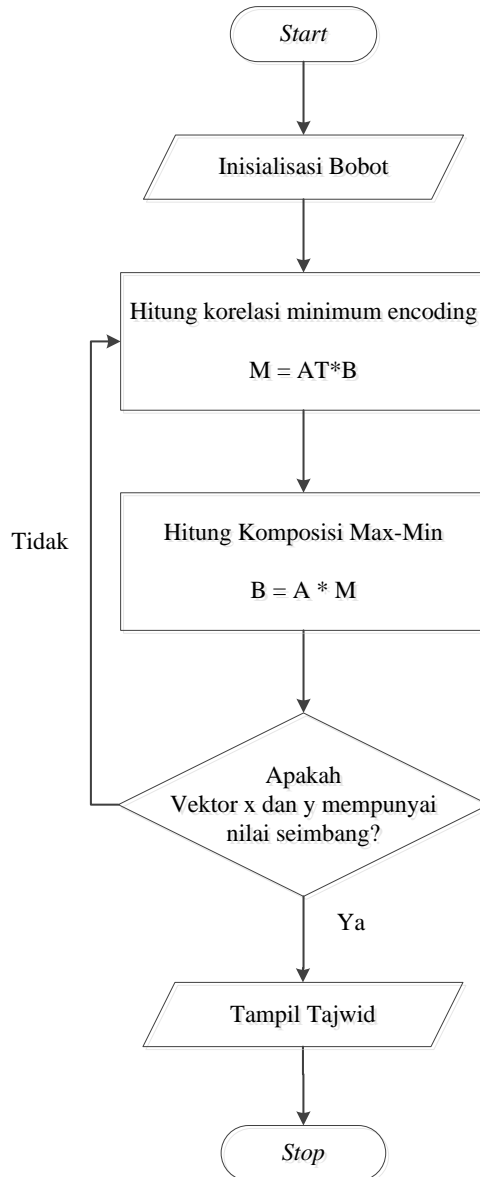 Start
Inisialisasi Bobot
Hitung korelasi minimum encoding
M = AT*B
Hitung Komposisi Max-Min
B = A * M
Tidak
Apakah
Vektor x dan y mempunyai
nilai seimbang?
Ya
Tampil Tajwid
Stop